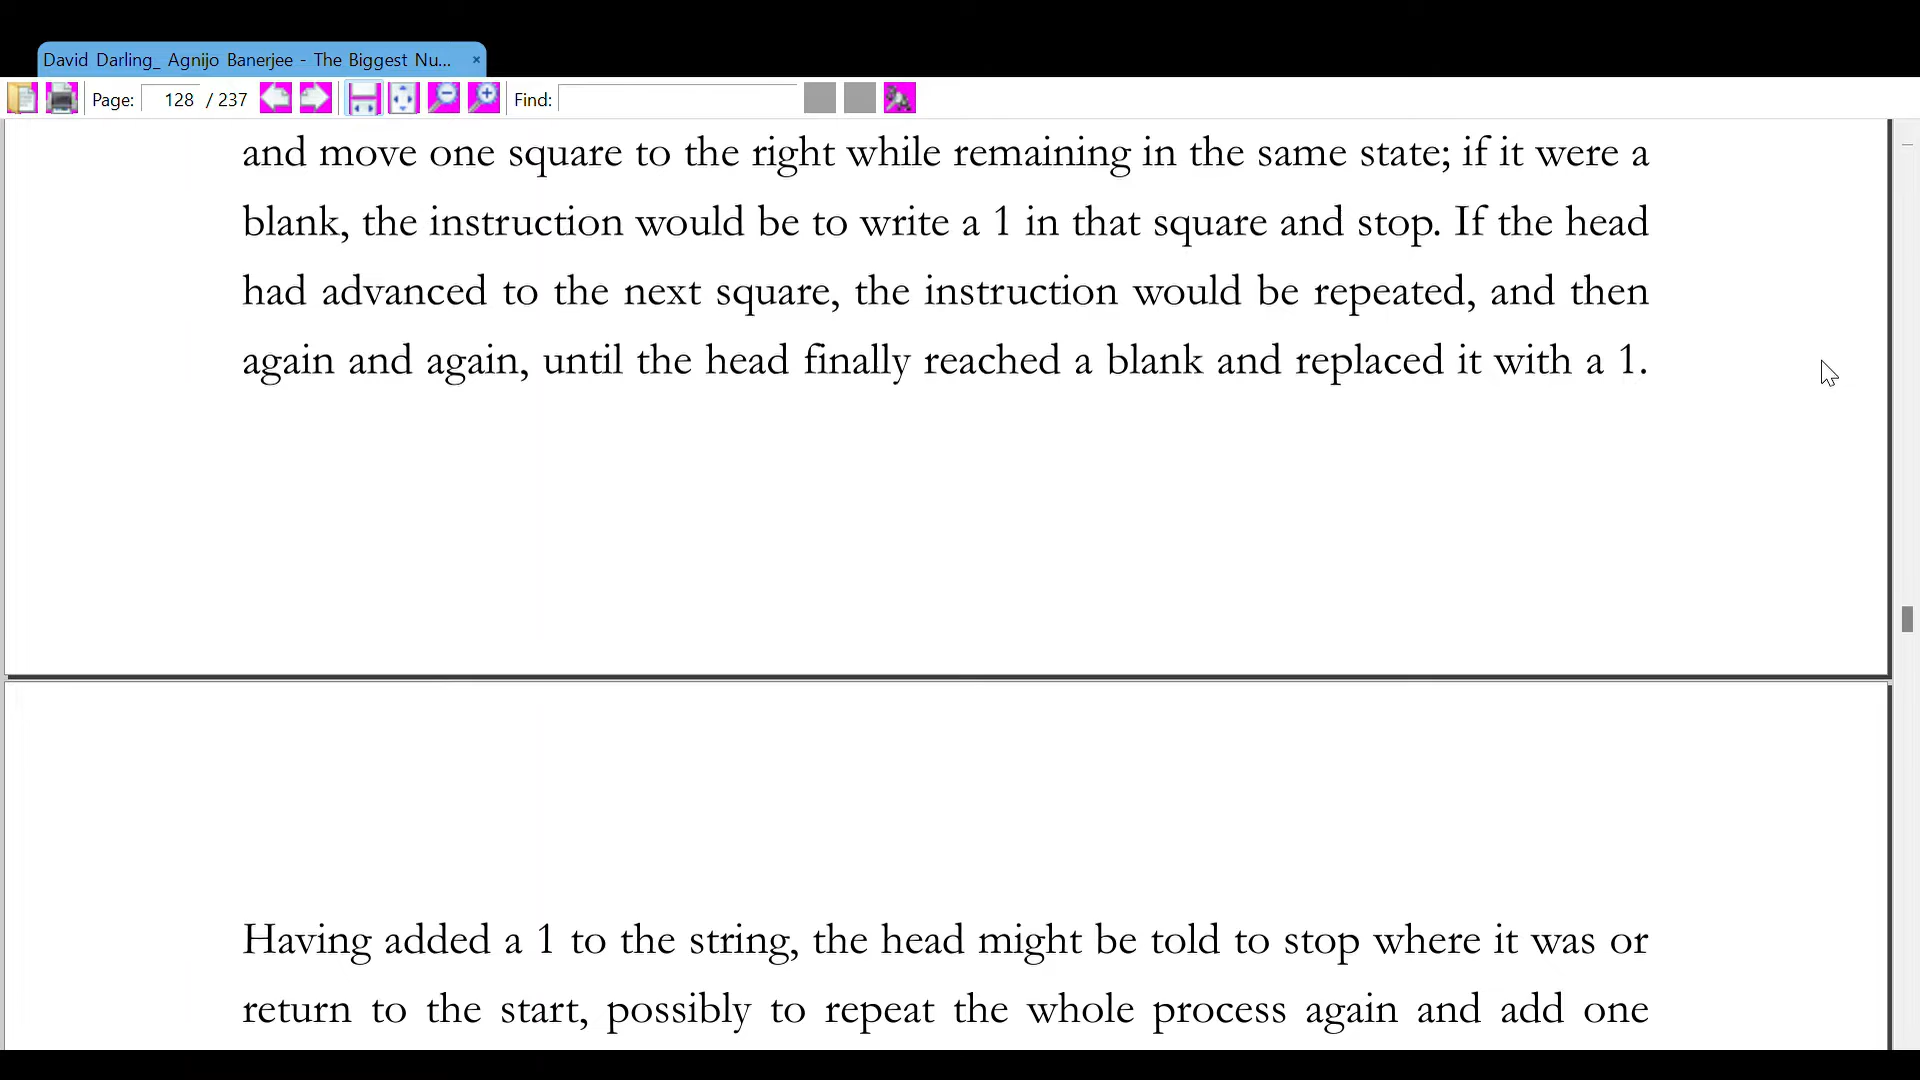 David Darling_ Agnijo Banerjee - The Biggest Nu... ×
Page: 128 / 237 Find:
and move one square to the right while remaining in the same state; if it were a
blank, the instruction would be to write a 1 in that square and stop. If the head
had advanced to the next square, the instruction would be repeated, and then
again and again, until the head finally reached a blank and replaced it with a 1.
Having added a 1 to the string, the head might be told to stop where it was or
return to the start, possibly to repeat the whole process again and add one